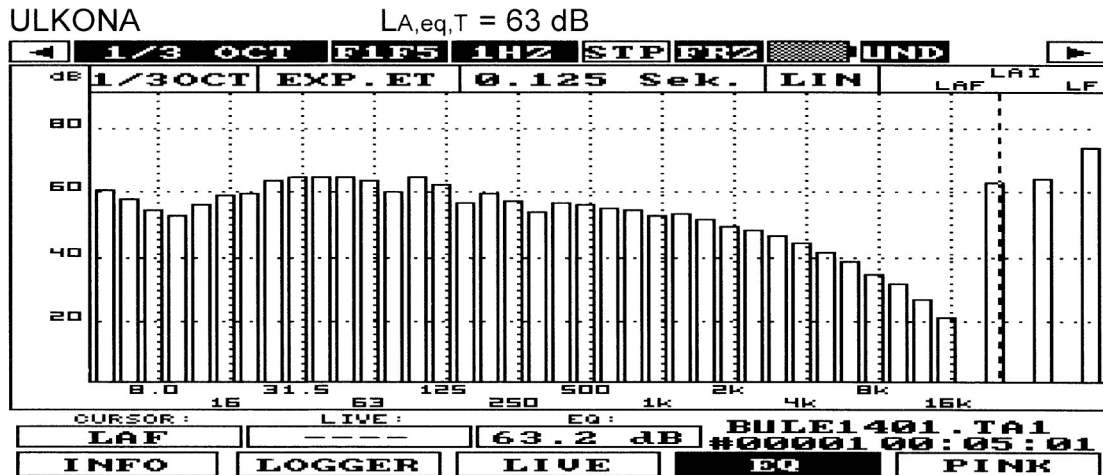 ULKONA LA,eq,T = 63 dB
◄ 1/3 OCT F1F5 1HZ STP FRZ UND ►
dB 1/3OCT EXP.ET 0.125 Sek. LIN LAF LAI LF
80
60
40
20
8.0 31.5 125 500 2k 8k
16 63 250 1k 4k 16k
CURSOR: LIVE: EQ: BULE1401.TA1
LAF ---- 63.2 dB #00001 00:05:01
INFO LOGGER LIVE EQ PINK